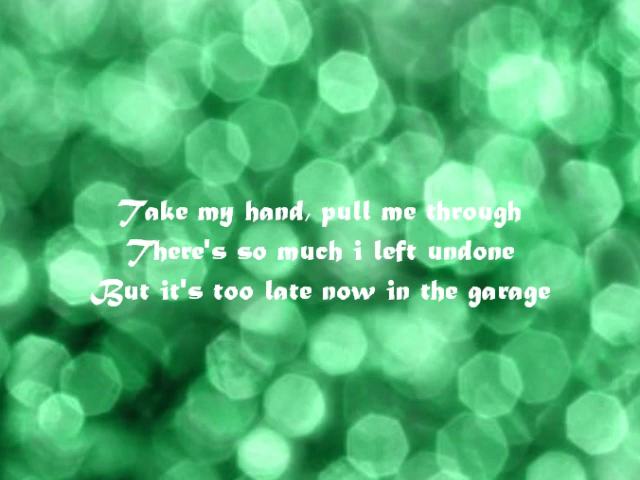 Take my hand, pull me through
There's so much i left undone
But it's too late now in the garage